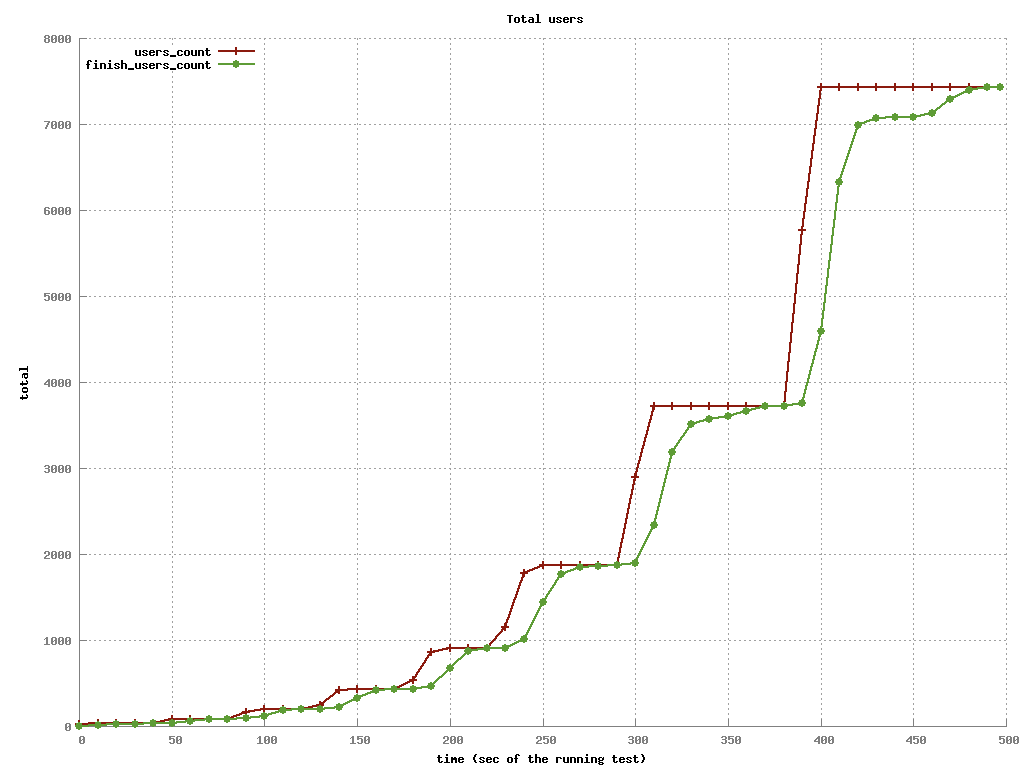 Total users
users_count
finish_users_count
8000
7000
6000
5000
4000
3000
2000
1000
0
total
0 50 100 150 200 250 300 350 400 450 500
time (sec of the running test)